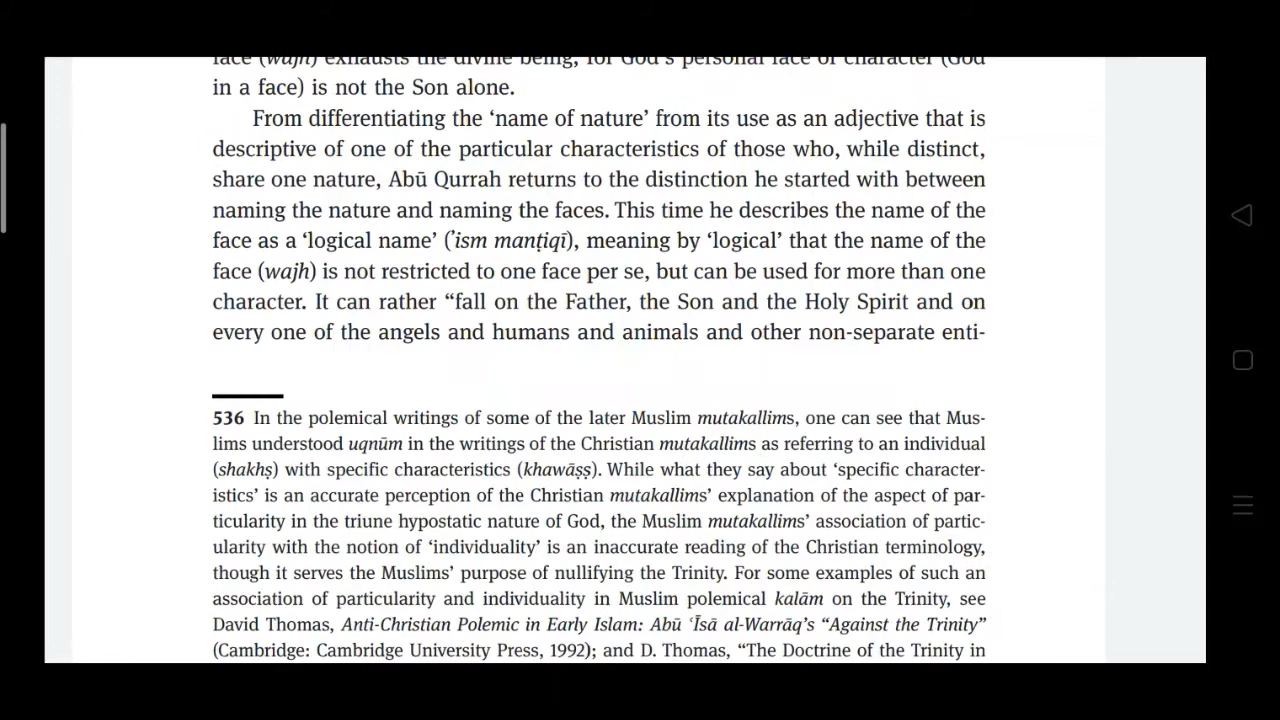 face (wajh) exhausts the divine being, for God's personal face or character (God
in a face) is not the Son alone.
From differentiating the ‘name of nature’ from its use as an adjective that is
descriptive of one of the particular characteristics of those who, while distinct,
share one nature, Abū Qurrah returns to the distinction he started with between
naming the nature and naming the faces. This time he describes the name of the
face as a ‘logical name’ (ʾism manṭiqī), meaning by ‘logical’ that the name of the
face (wajh) is not restricted to one face per se, but can be used for more than one
character. It can rather “fall on the Father, the Son and the Holy Spirit and on
every one of the angels and humans and animals and other non-separate enti-
536 In the polemical writings of some of the later Muslim mutakallims, one can see that Mus-
lims understood uqnūm in the writings of the Christian mutakallims as referring to an individual
(shakhṣ) with specific characteristics (khawāṣṣ). While what they say about ‘specific character-
istics’ is an accurate perception of the Christian mutakallims’ explanation of the aspect of par-
ticularity in the triune hypostatic nature of God, the Muslim mutakallims’ association of partic-
ularity with the notion of ‘individuality’ is an inaccurate reading of the Christian terminology,
though it serves the Muslims’ purpose of nullifying the Trinity. For some examples of such an
association of particularity and individuality in Muslim polemical kalām on the Trinity, see
David Thomas, Anti-Christian Polemic in Early Islam: Abū ʿĪsā al-Warrāq’s “Against the Trinity”
(Cambridge: Cambridge University Press, 1992); and D. Thomas, “The Doctrine of the Trinity in